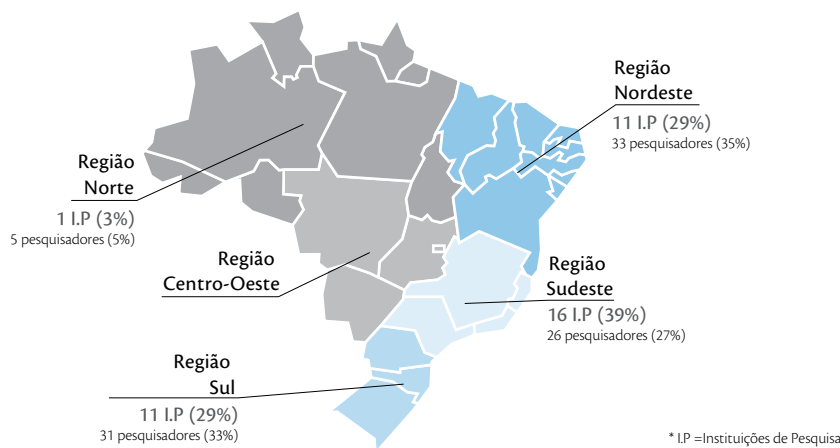 Região
Nordeste
11 I.P (29%)
33 pesquisadores (35%)
Região
Norte
1 I.P (3%)
5 pesquisadores (5%)
Região
Centro-Oeste
Região
Sudeste
16 I.P (39%)
26 pesquisadores (27%)
Região
Sul
11 I.P (29%)
31 pesquisadores (33%)
* I.P =Instituições de Pesquisa